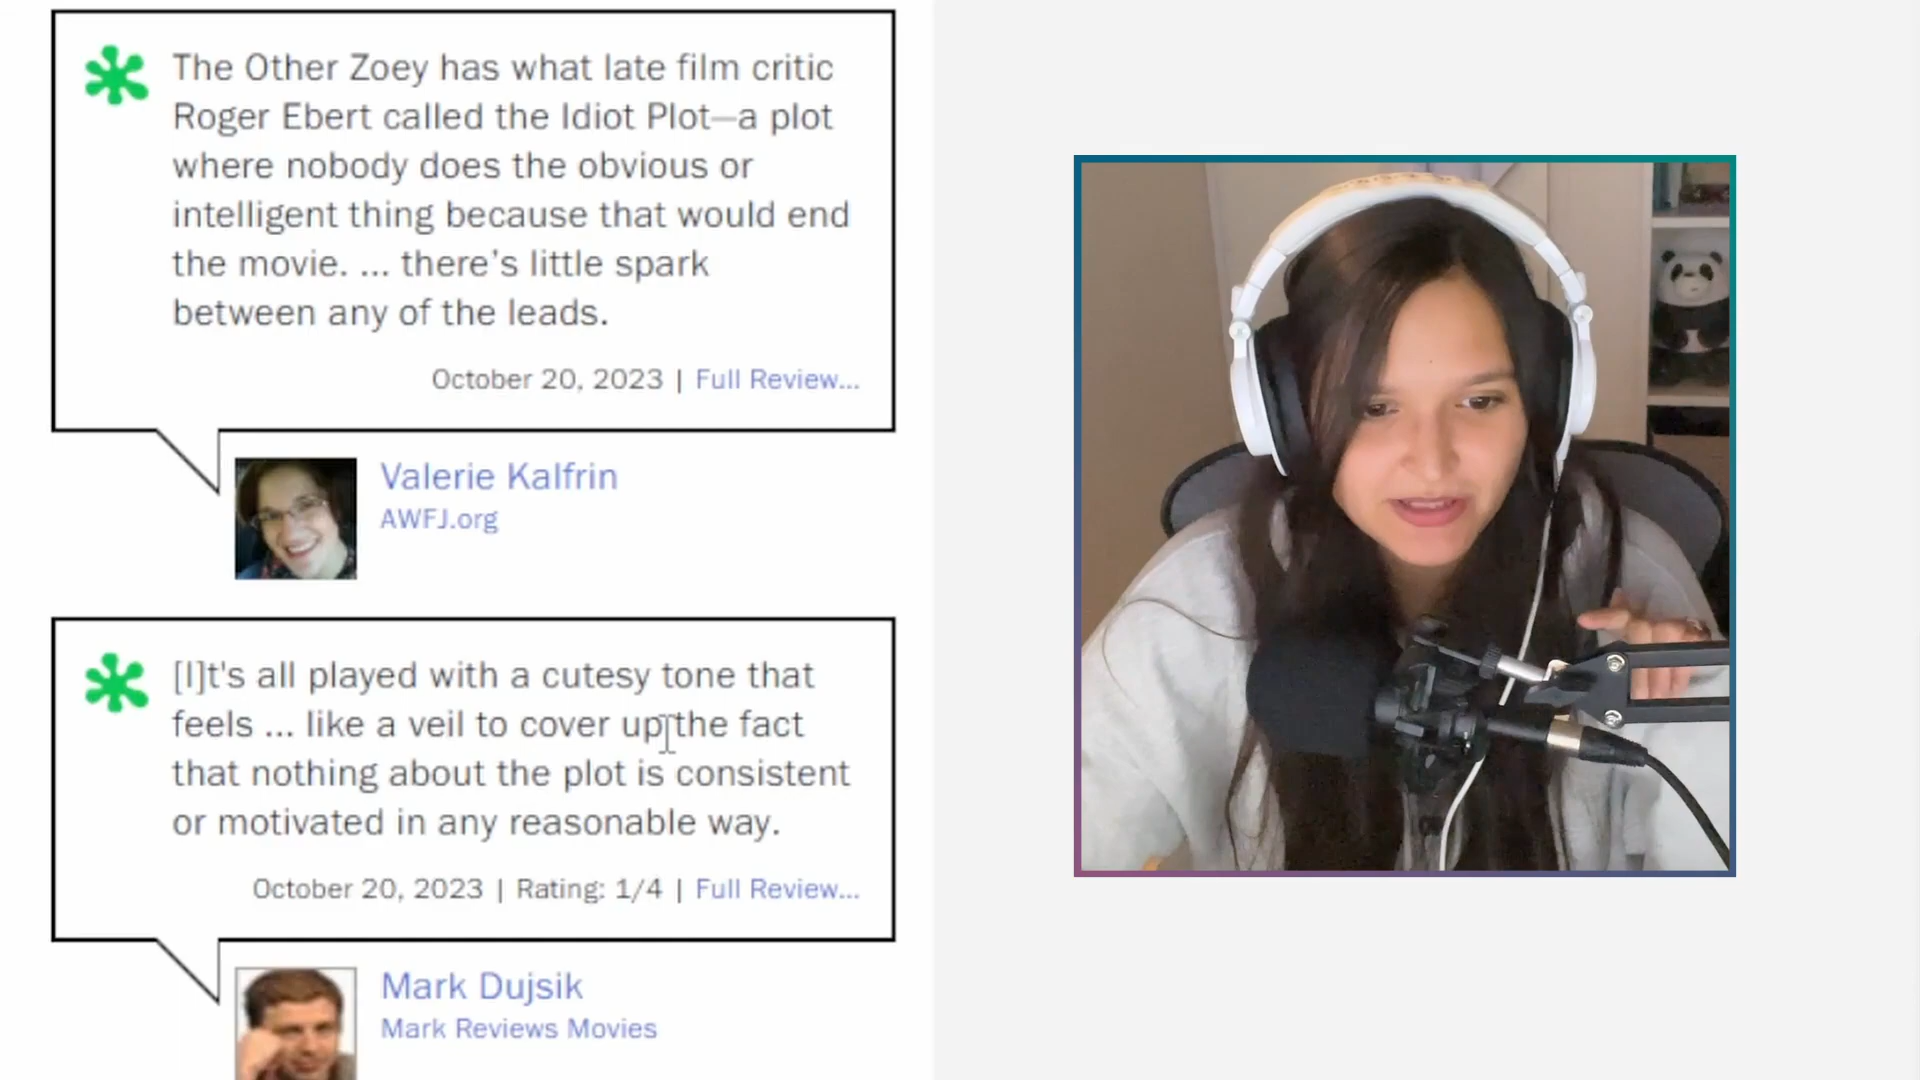 The Other Zoey has what late film critic
Roger Ebert called the Idiot Plot—a plot
where nobody does the obvious or
intelligent thing because that would end
the movie. ... there’s little spark
between any of the leads.
October 20, 2023 | Full Review...
Valerie Kalfrin
AWFJ.org
[I]t's all played with a cutesy tone that
feels ... like a veil to cover up the fact
that nothing about the plot is consistent
or motivated in any reasonable way.
October 20, 2023 | Rating: 1/4 | Full Review...
Mark Dujsik
Mark Reviews Movies